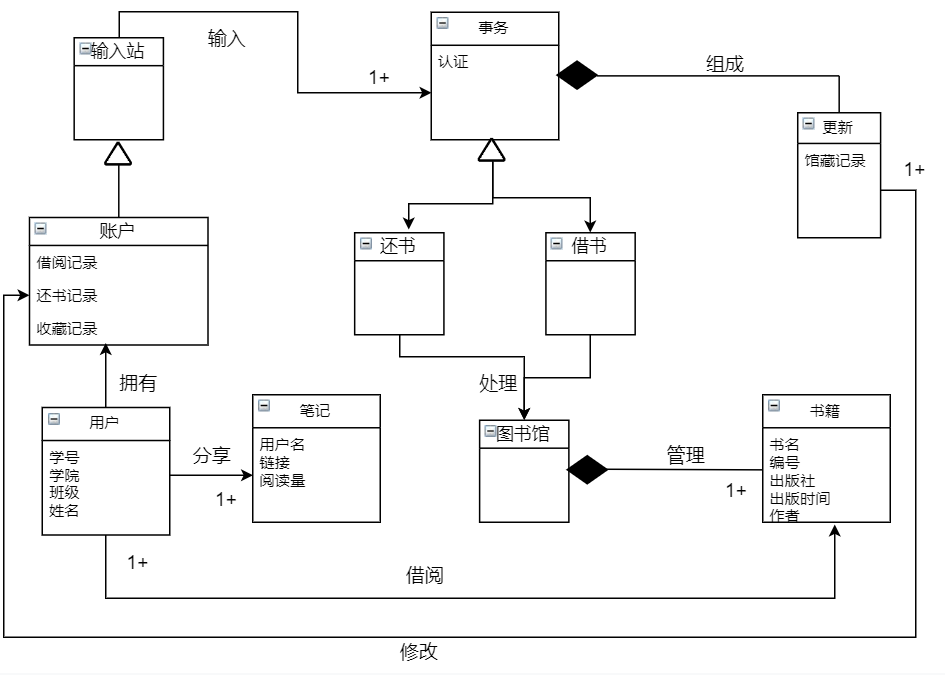 输入站
输入
1+
事务
认证
组成
更新
馆藏记录
1+
账户
借阅记录
还书记录
收藏记录
还书
借书
拥有
处理
用户
学号
学院
班级
姓名
分享
1+
笔记
用户名
链接
阅读量
图书馆
管理
1+
书籍
书名
编号
出版社
出版时间
作者
1+
借阅
修改